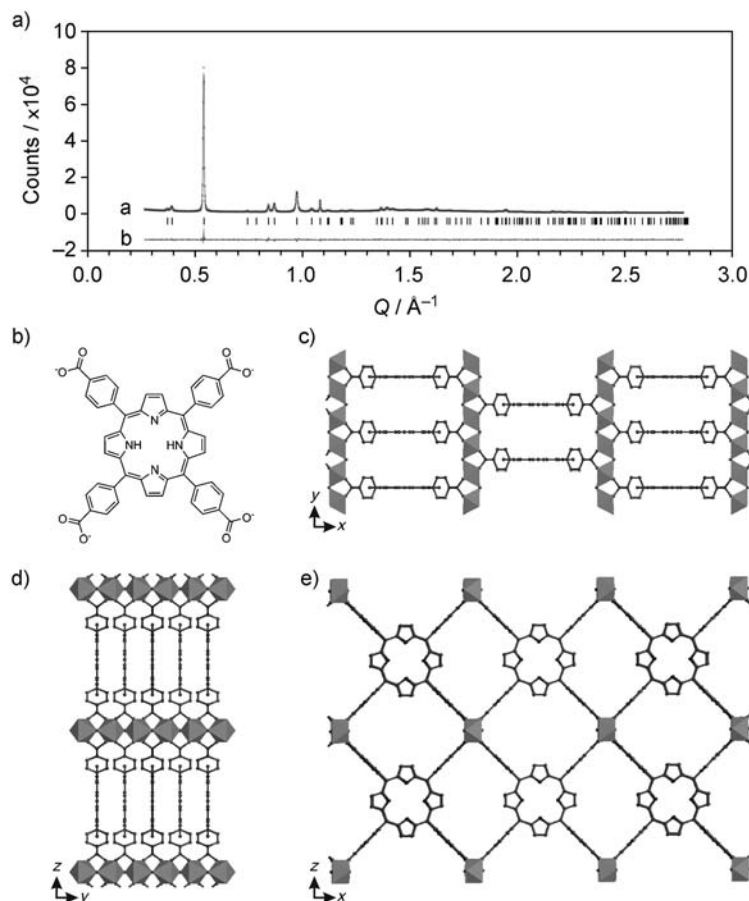 a)
10
8
6
4
2
0
–2
Counts / x10⁴
a
b
0.0 0.5 1.0 1.5 2.0 2.5 3.0
Q / Å⁻¹
b)
O
O⁻
O
⁻O
N
NH HN
N
O
⁻O
O
O⁻
c)
y
x
d)
z
y
e)
z
x